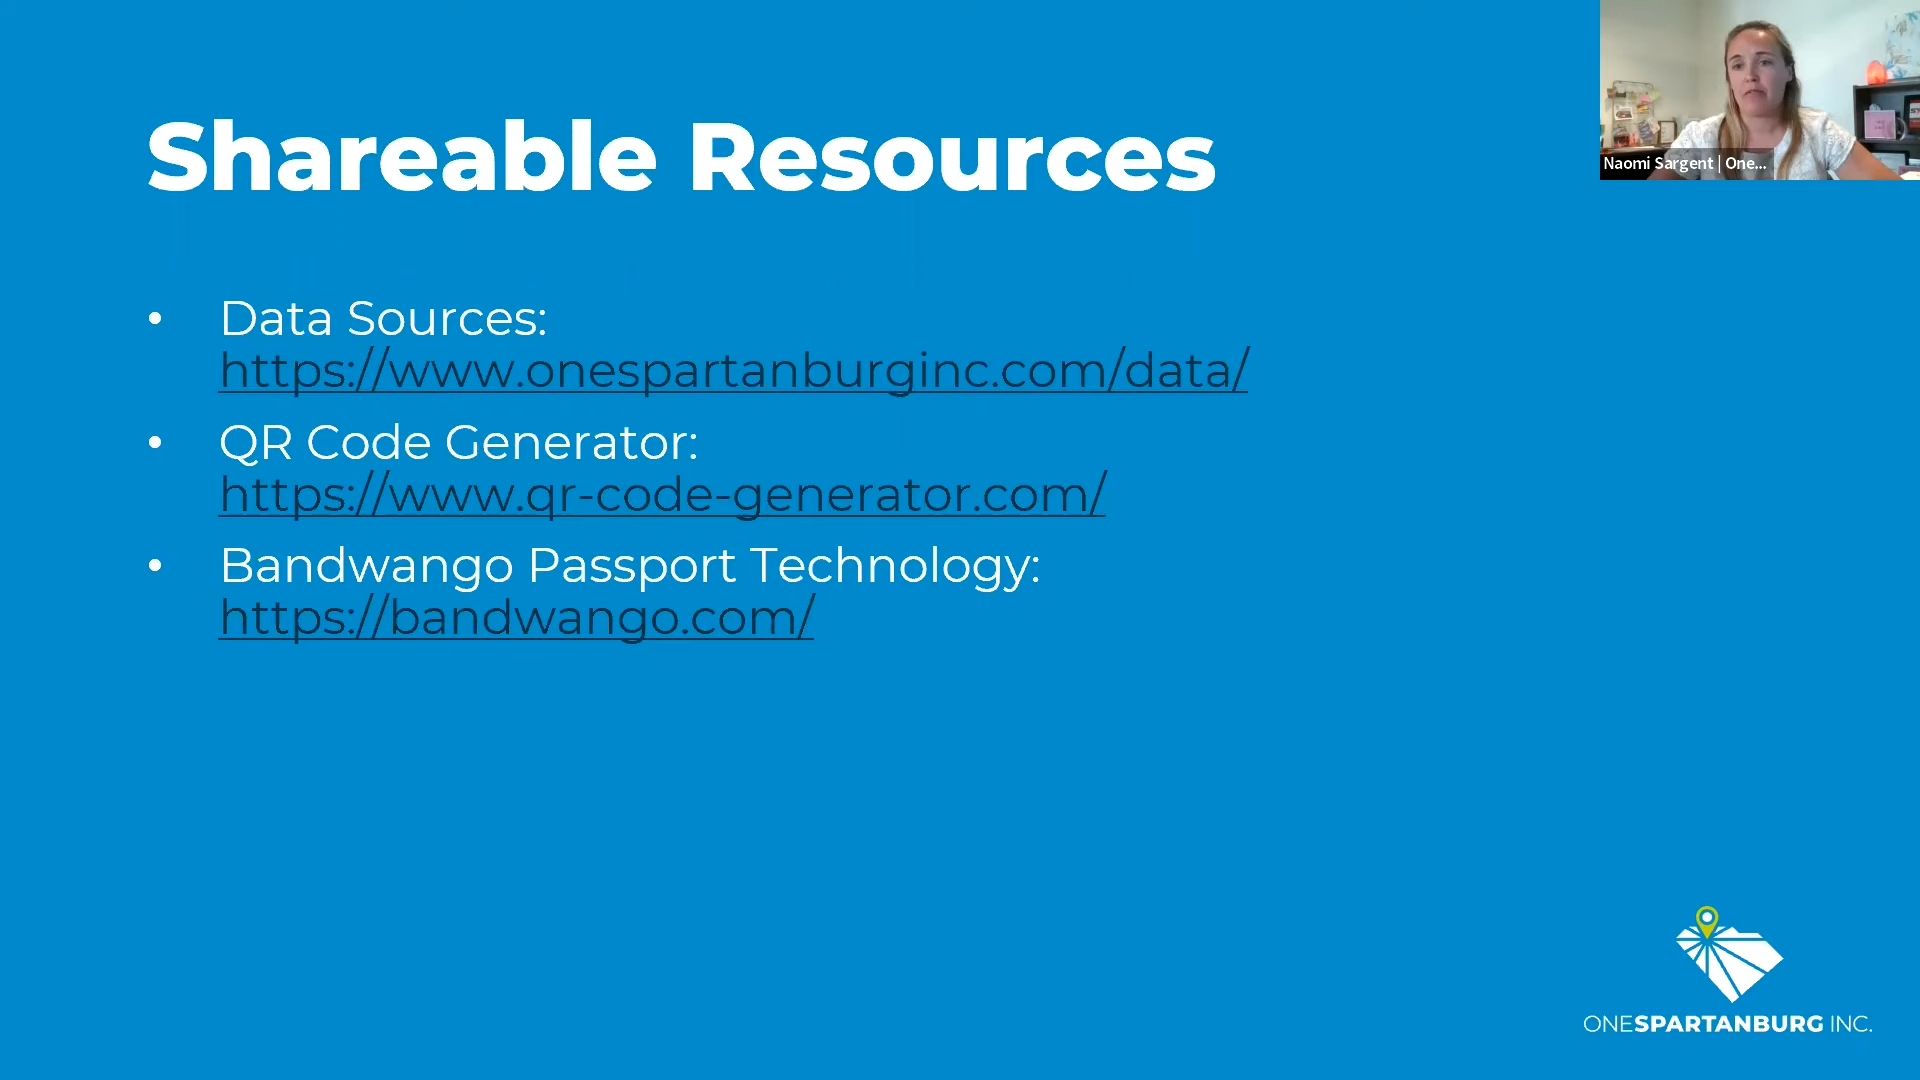 Shareable Resources
Naomi Sargent | One...
• Data Sources:
https://www.onespartanburginc.com/data/
• QR Code Generator:
https://www.qr-code-generator.com/
• Bandwango Passport Technology:
https://bandwango.com/
ONESPARTANBURG INC.